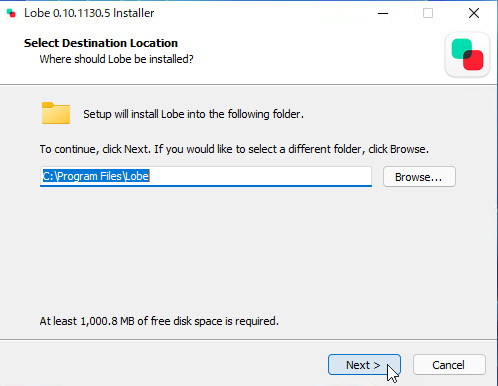 Lobe 0.10.1130.5 Installer
Select Destination Location
Where should Lobe be installed?
Setup will install Lobe into the following folder.
To continue, click Next. If you would like to select a different folder, click Browse.
C:\Program Files\Lobe
Browse...
At least 1,000.8 MB of free disk space is required.
Next >
Cancel